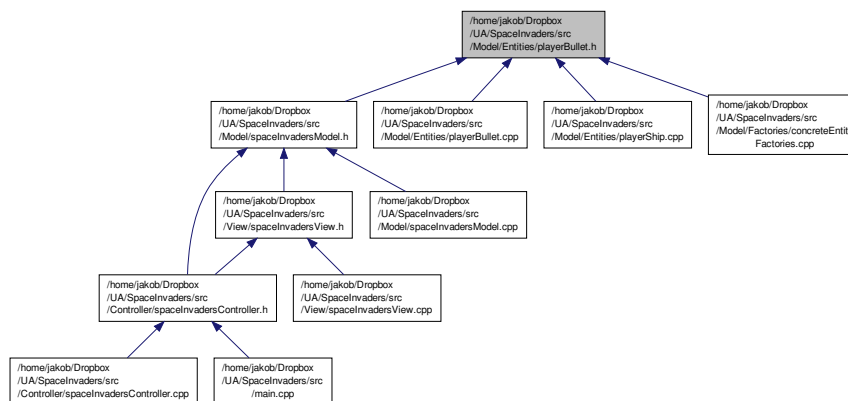 /home/jakob/Dropbox
/UA/SpaceInvaders/src
/Model/Entities/playerBullet.h
/home/jakob/Dropbox
/UA/SpaceInvaders/src
/Model/spaceInvadersModel.h
/home/jakob/Dropbox
/UA/SpaceInvaders/src
/Model/Entities/playerBullet.cpp
/home/jakob/Dropbox
/UA/SpaceInvaders/src
/Model/Entities/playerShip.cpp
/home/jakob/Dropbox
/UA/SpaceInvaders/src
/Model/Factories/concreteEntity
Factories.cpp
/home/jakob/Dropbox
/UA/SpaceInvaders/src
/View/spaceInvadersView.h
/home/jakob/Dropbox
/UA/SpaceInvaders/src
/Model/spaceInvadersModel.cpp
/home/jakob/Dropbox
/UA/SpaceInvaders/src
/Controller/spaceInvadersController.h
/home/jakob/Dropbox
/UA/SpaceInvaders/src
/View/spaceInvadersView.cpp
/home/jakob/Dropbox
/UA/SpaceInvaders/src
/Controller/spaceInvadersController.cpp
/home/jakob/Dropbox
/UA/SpaceInvaders/src
/main.cpp